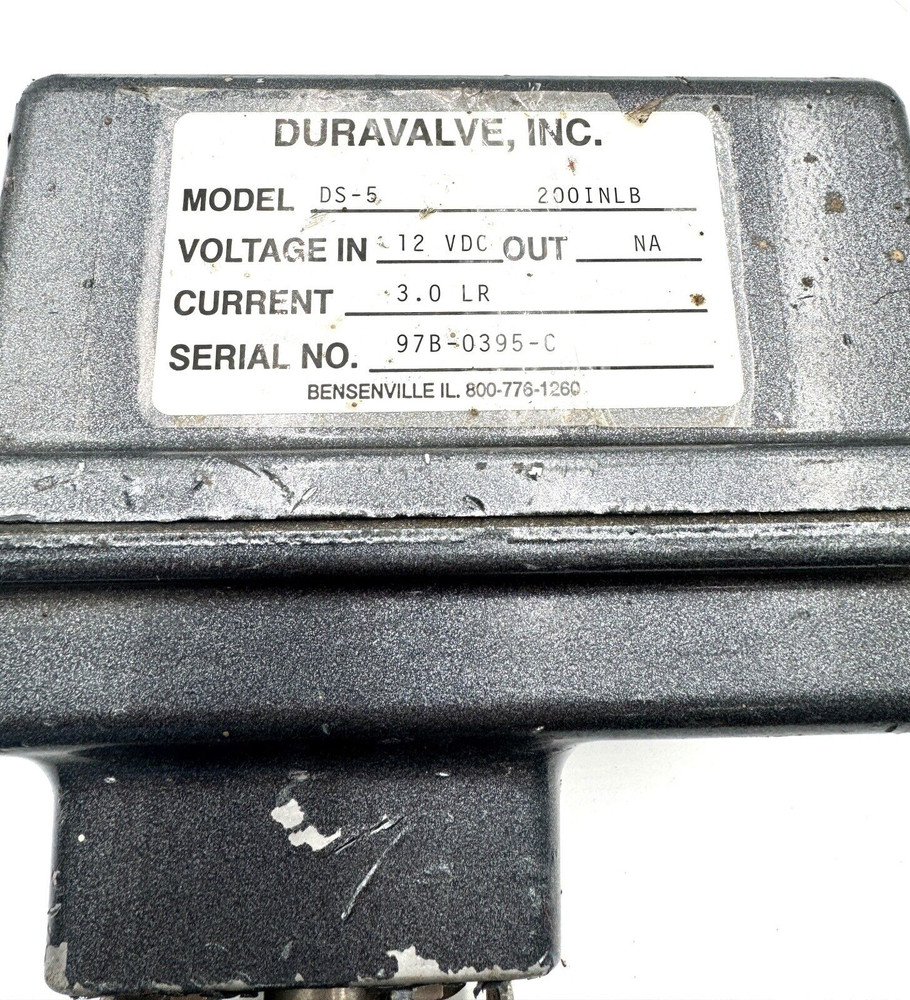 DURAVALVE, INC.
MODEL DS-5 200INLB
VOLTAGE IN 12 VDC OUT NA
CURRENT 3.0 LR
SERIAL NO. 97B-0395-C
BENSENVILLE IL. 800-776-1260